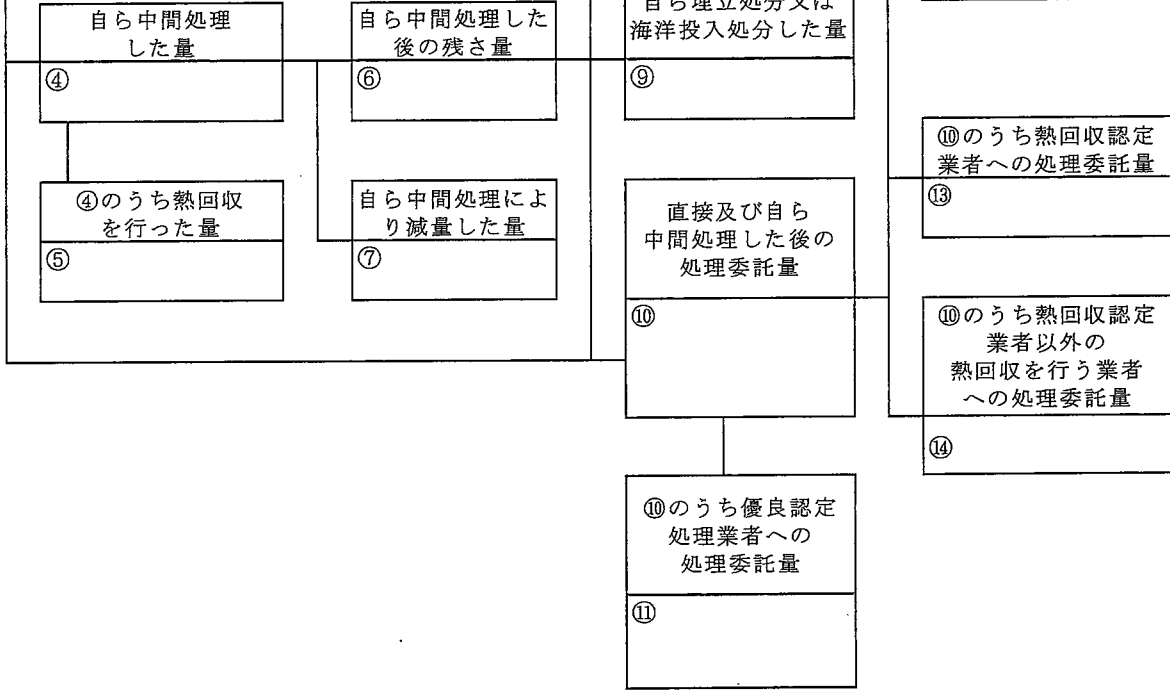 自ら中間処理
した量
④
自ら中間処理した
後の残さ量
⑥
自ら埋立処分又は
海洋投入処分した量
⑨
④のうち熱回収
を行った量
⑤
自ら中間処理によ
り減量した量
⑦
直接及び自ら
中間処理した後の
処理委託量
⑩
⑩のうち優良認定
処理業者への
処理委託量
⑪
⑩のうち熱回収認定
業者への処理委託量
⑬
⑩のうち熱回収認定
業者以外の
熱回収を行う業者
への処理委託量
⑭